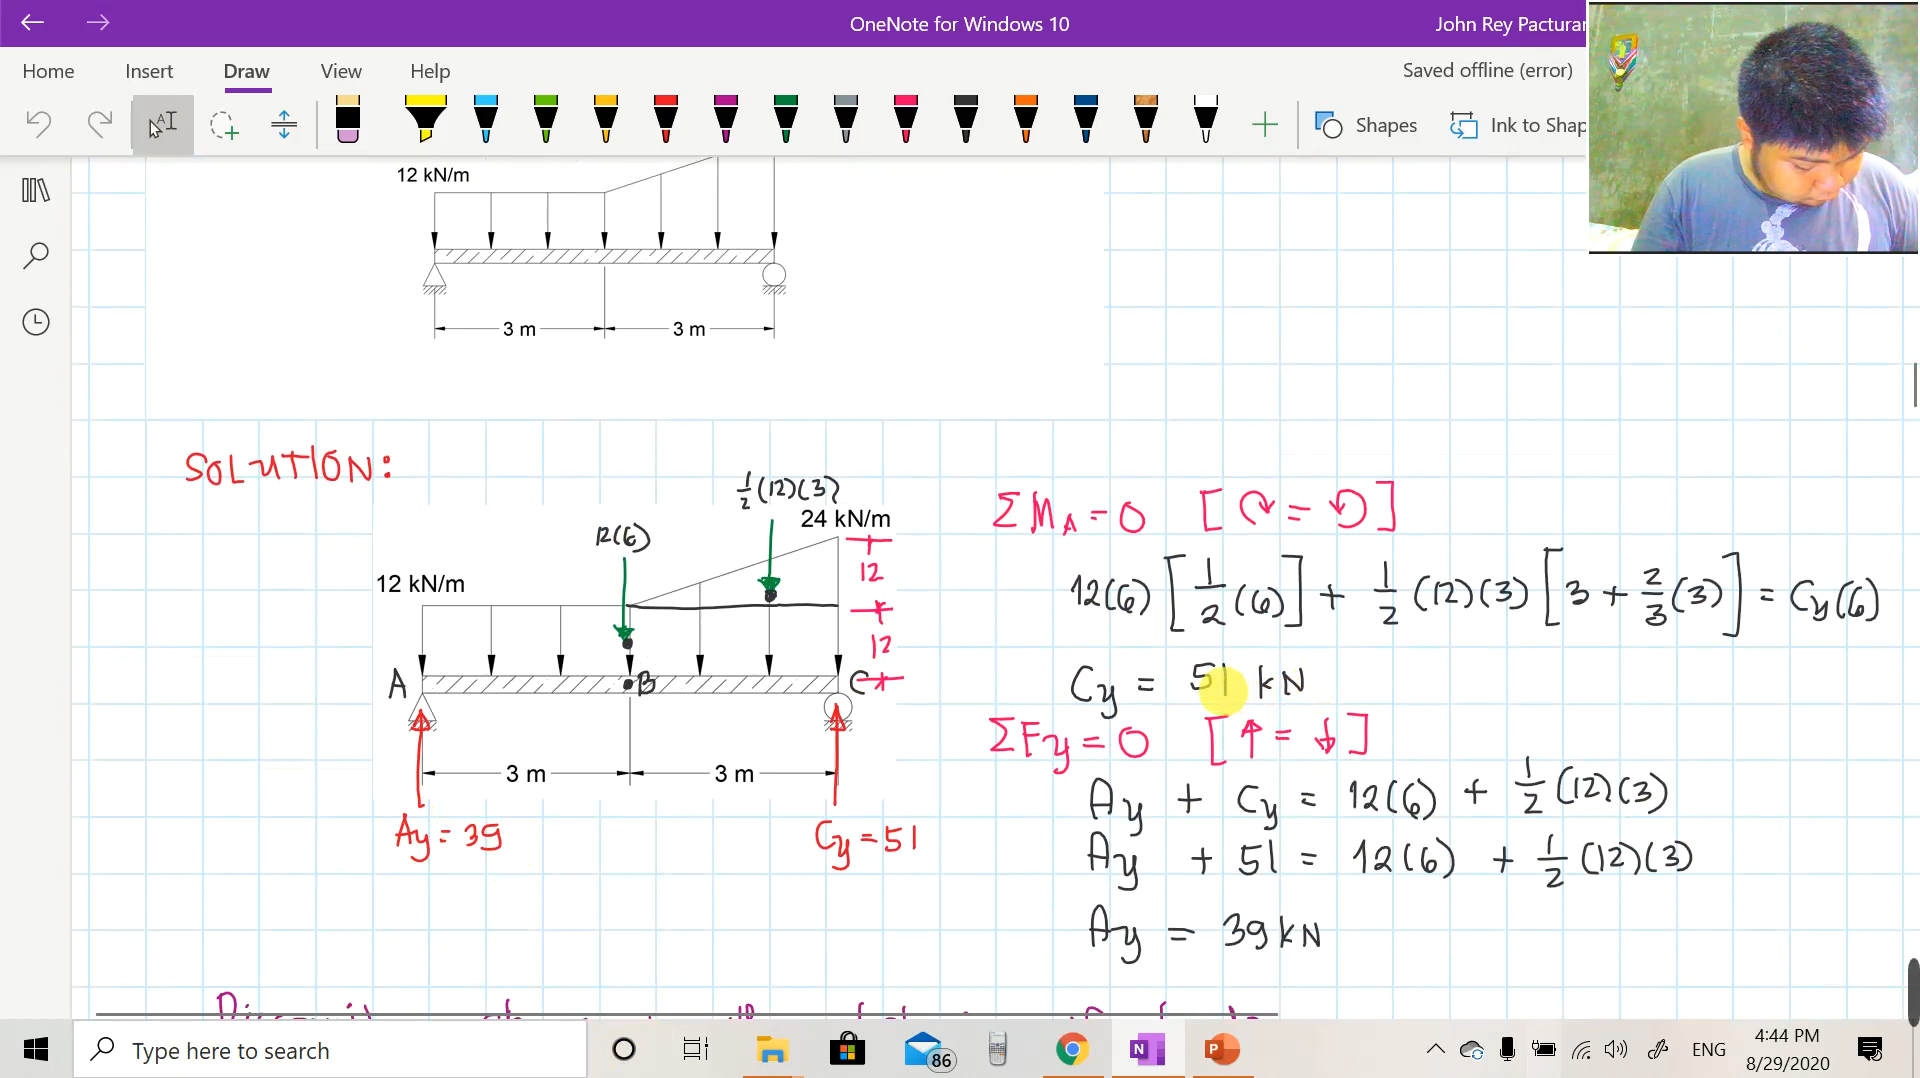 OneNote for Windows 10
John Rey Pactura
Home Insert Draw View Help
Saved offline (error)
Shapes
Ink to Shap
12 kN/m
3 m 3 m
SOLUTION:
1/2 (12)(3)
12(6)
24 kN/m
12 kN/m
12
12
A B C
3 m 3 m
Ay = 39
Cy = 51
ΣM_A = 0 [↷ = ↶]
12(6) [1/2 (6)] + 1/2 (12)(3) [3 + 2/3 (3)] = Cy(6)
Cy = 51 kN
ΣFy = 0 [↑ = ↓]
Ay + Cy = 12(6) + 1/2 (12)(3)
Ay + 51 = 12(6) + 1/2 (12)(3)
Ay = 39 kN
Type here to search
86
ENG
4:44 PM
8/29/2020